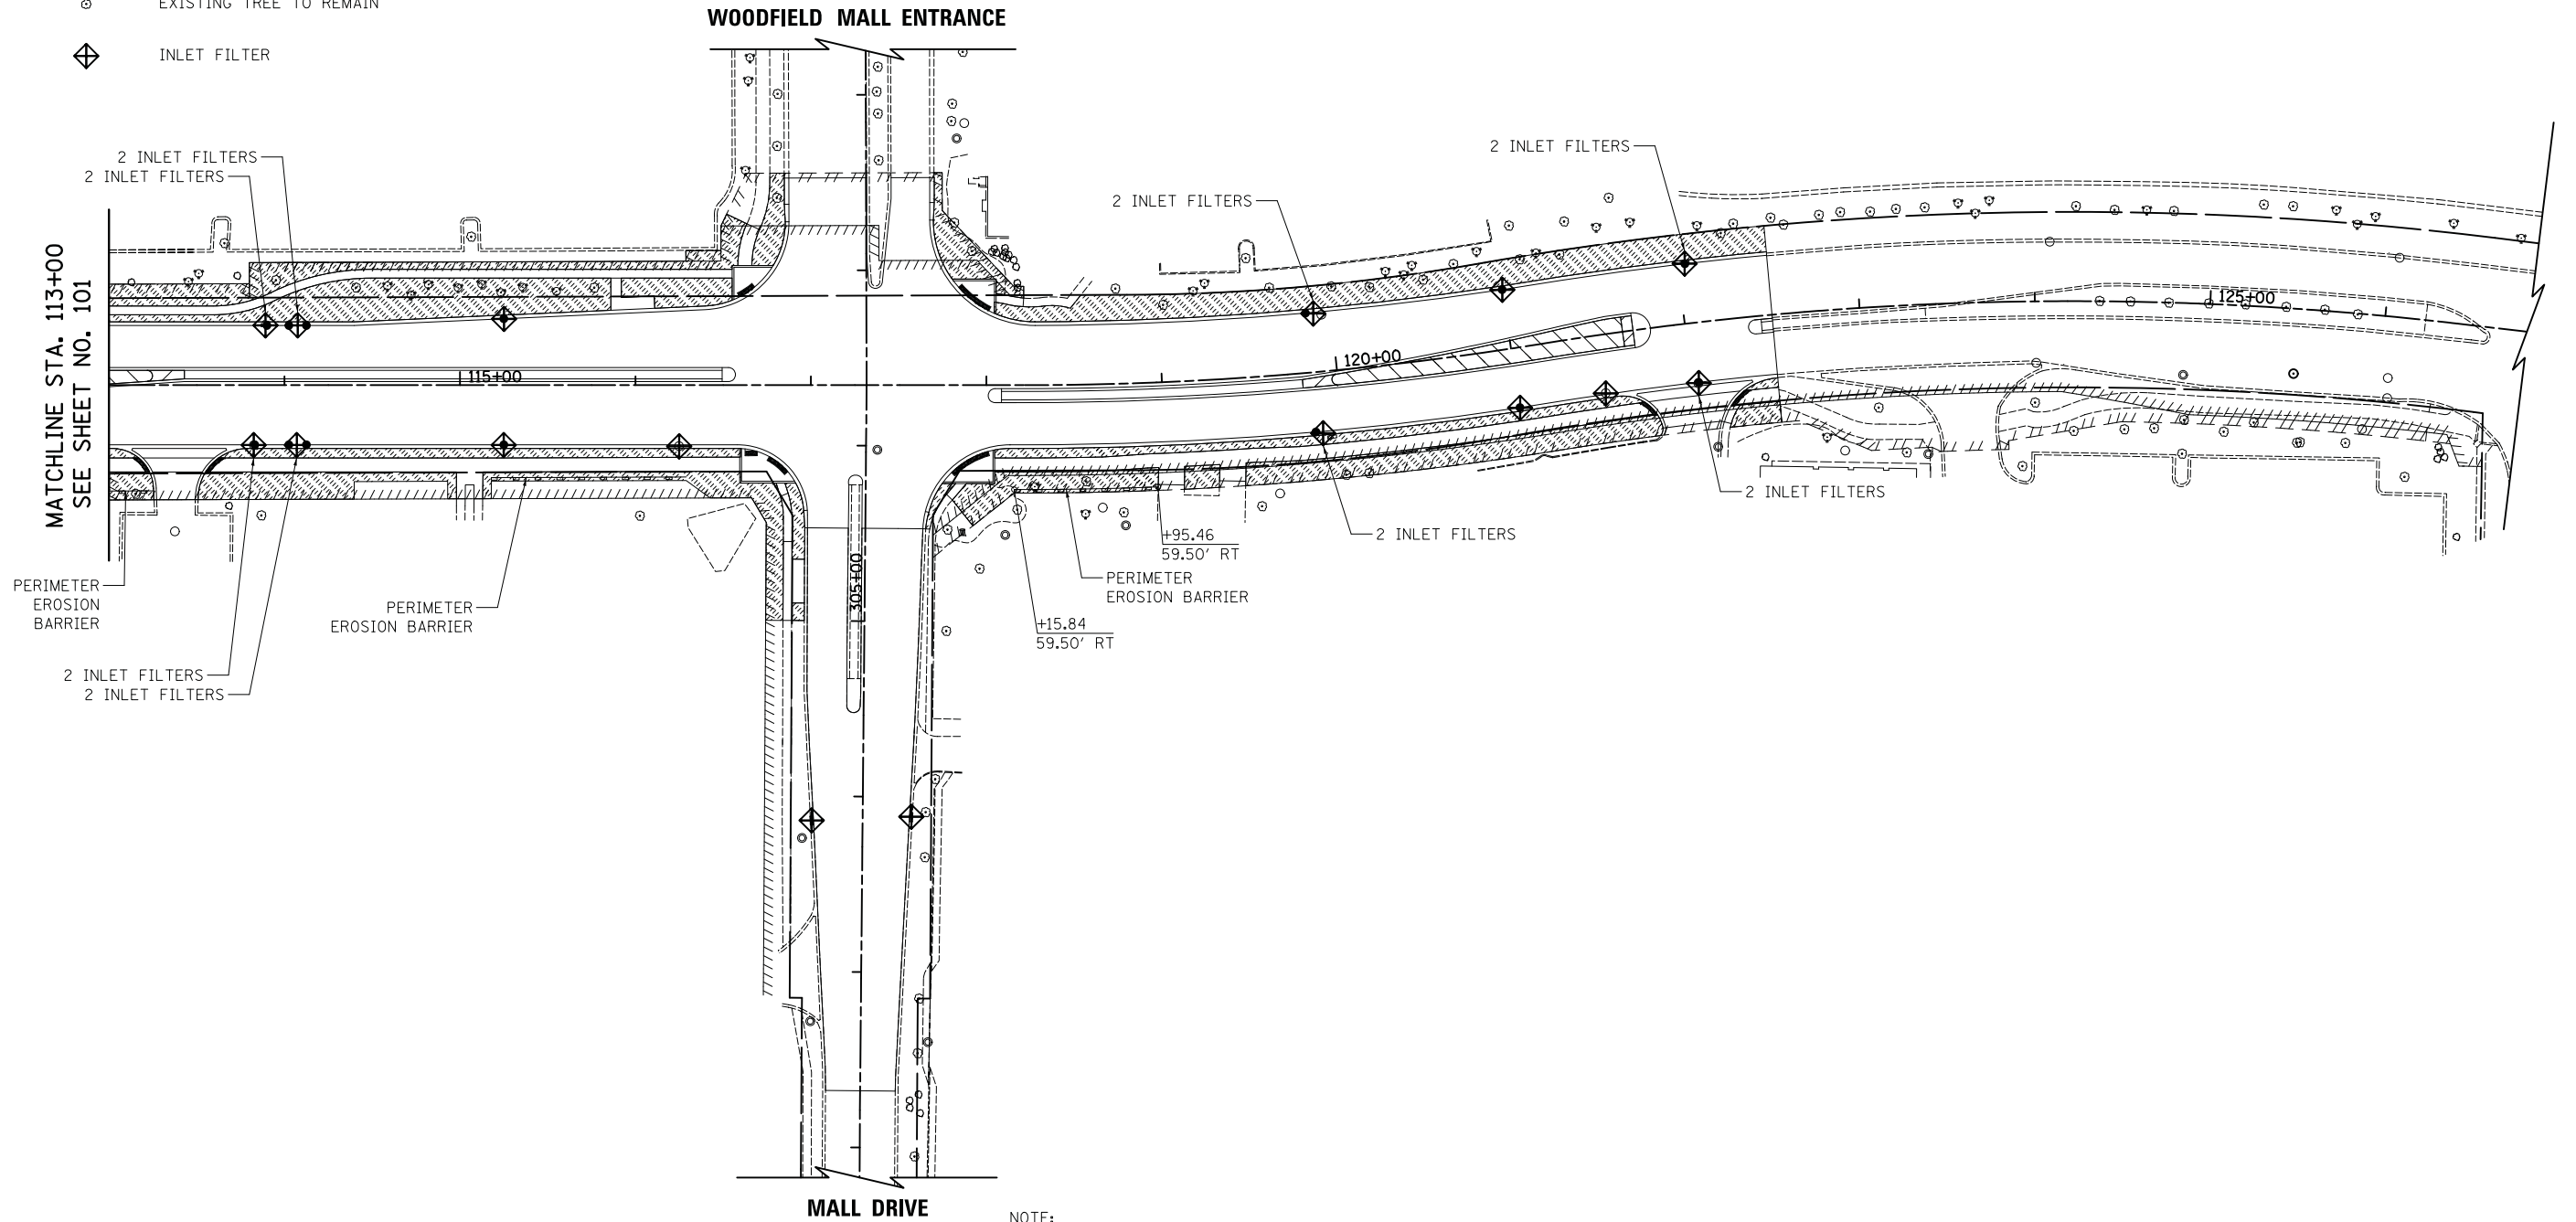 EXISTING TREE TO REMAIN
WOODFIELD MALL ENTRANCE
INLET FILTER
2 INLET FILTERS
2 INLET FILTERS
2 INLET FILTERS
2 INLET FILTERS
MATCHLINE STA. 113+00
SEE SHEET NO. 101
115+00
120+00
125+00
2 INLET FILTERS
2 INLET FILTERS
+95.46
59.50' RT
PERIMETER
EROSION BARRIER
305+00
PERIMETER
EROSION
BARRIER
PERIMETER
EROSION BARRIER
+15.84
59.50' RT
2 INLET FILTERS
2 INLET FILTERS
MALL DRIVE
NOTE: